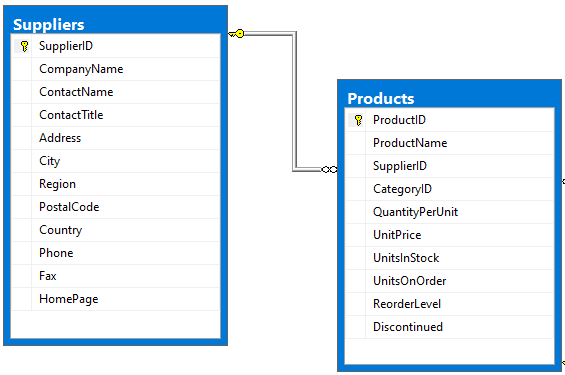 Suppliers
SupplierID
CompanyName
ContactName
ContactTitle
Address
City
Region
PostalCode
Country
Phone
Fax
HomePage
Products
ProductID
ProductName
SupplierID
CategoryID
QuantityPerUnit
UnitPrice
UnitsInStock
UnitsOnOrder
ReorderLevel
Discontinued